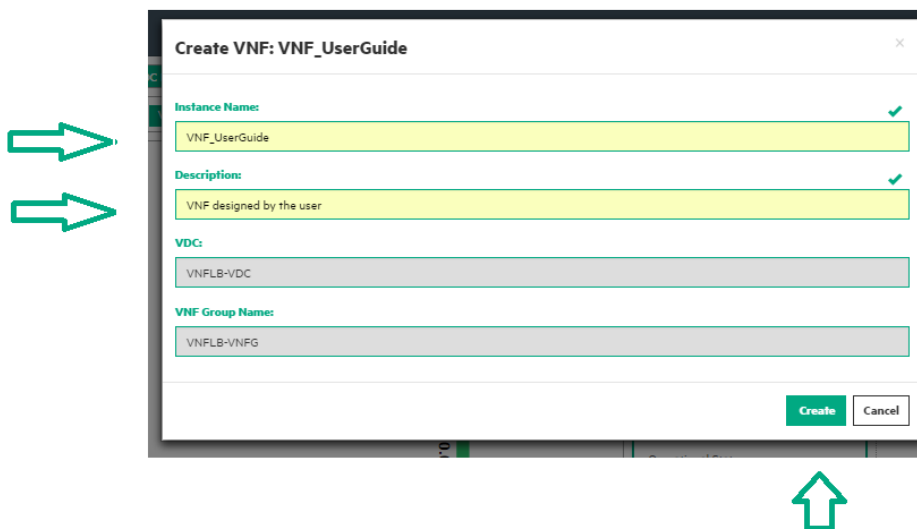 Create VNF: VNF_UserGuide
×
Instance Name:
VNF_UserGuide
Description:
VNF designed by the user
VDC:
VNFLB-VDC
VNF Group Name:
VNFLB-VNFG
Create Cancel